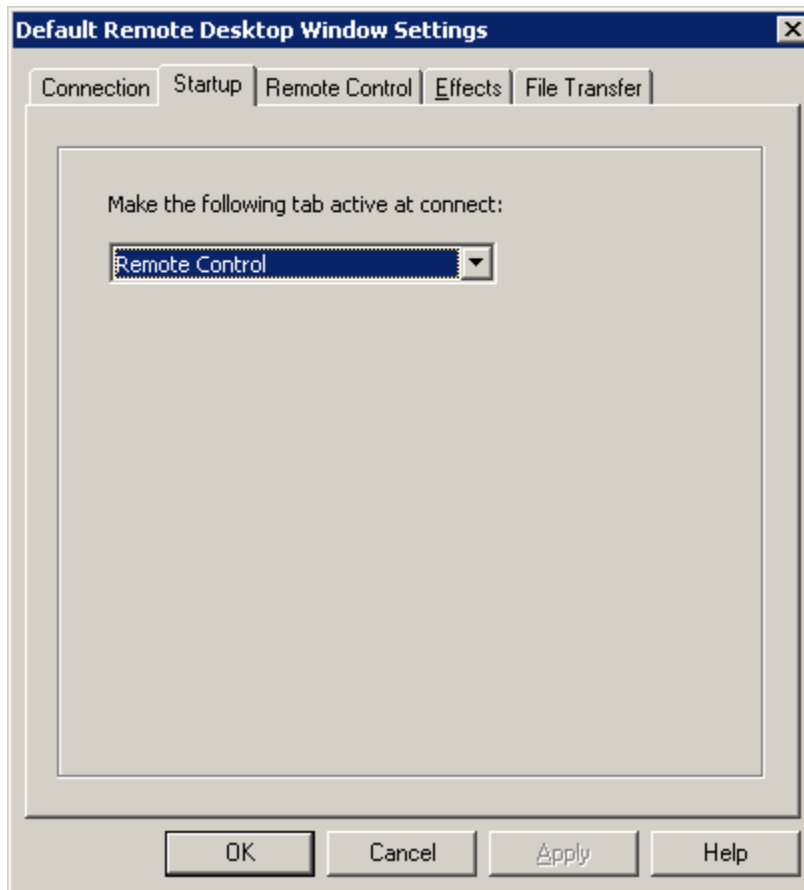 Default Remote Desktop Window Settings
Connection Startup Remote Control Effects File Transfer
Make the following tab active at connect:
Remote Control
OK Cancel Apply Help